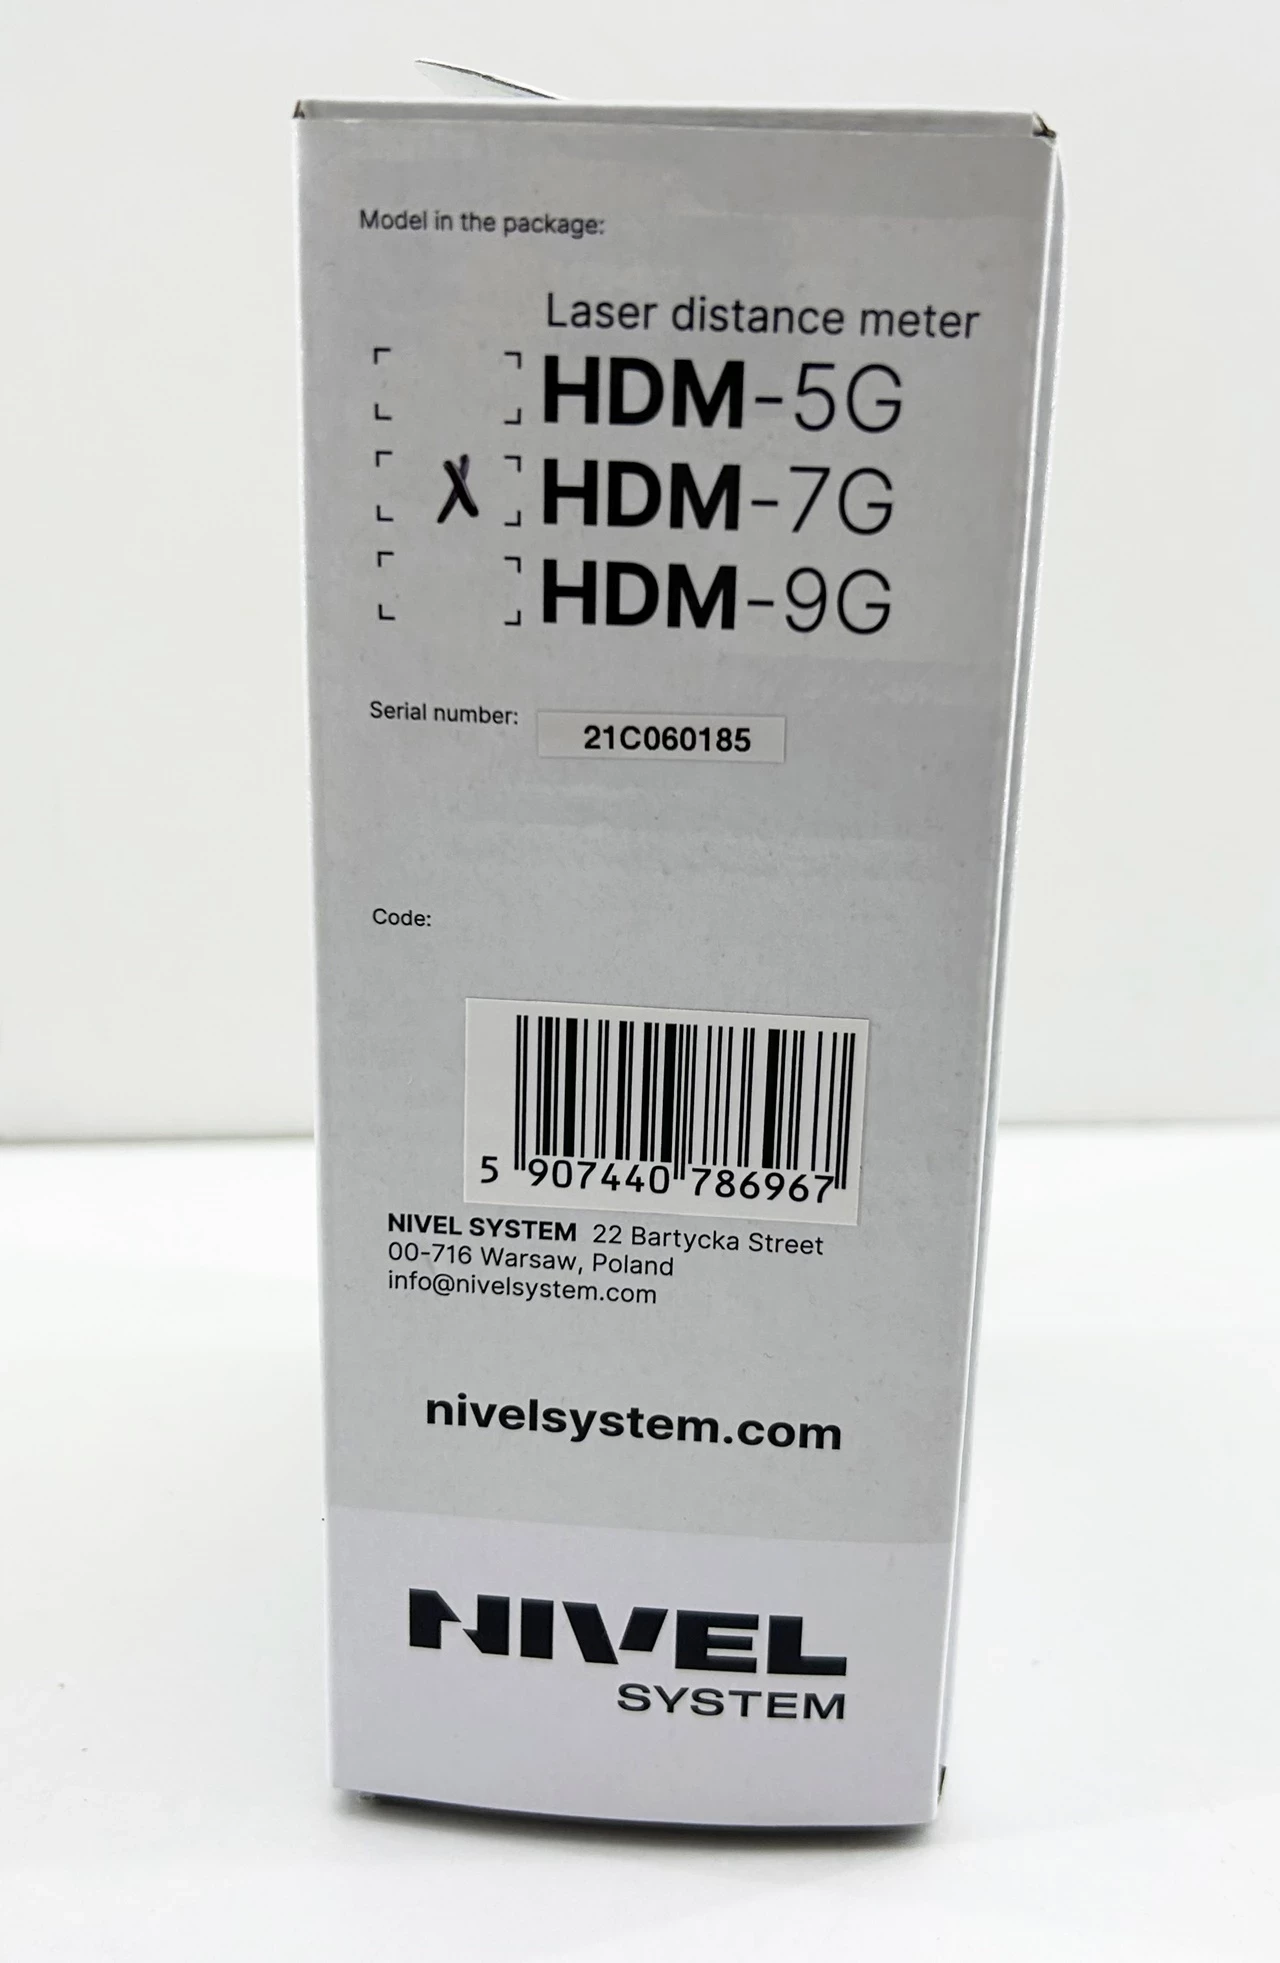 Model in the package:
Laser distance meter
HDM-5G
X HDM-7G
HDM-9G
Serial number: 21C060185
Code:
5 907440 786967
NIVEL SYSTEM 22 Bartycka Street
00-716 Warsaw, Poland
info@nivelsystem.com
nivelsystem.com
NIVEL
SYSTEM